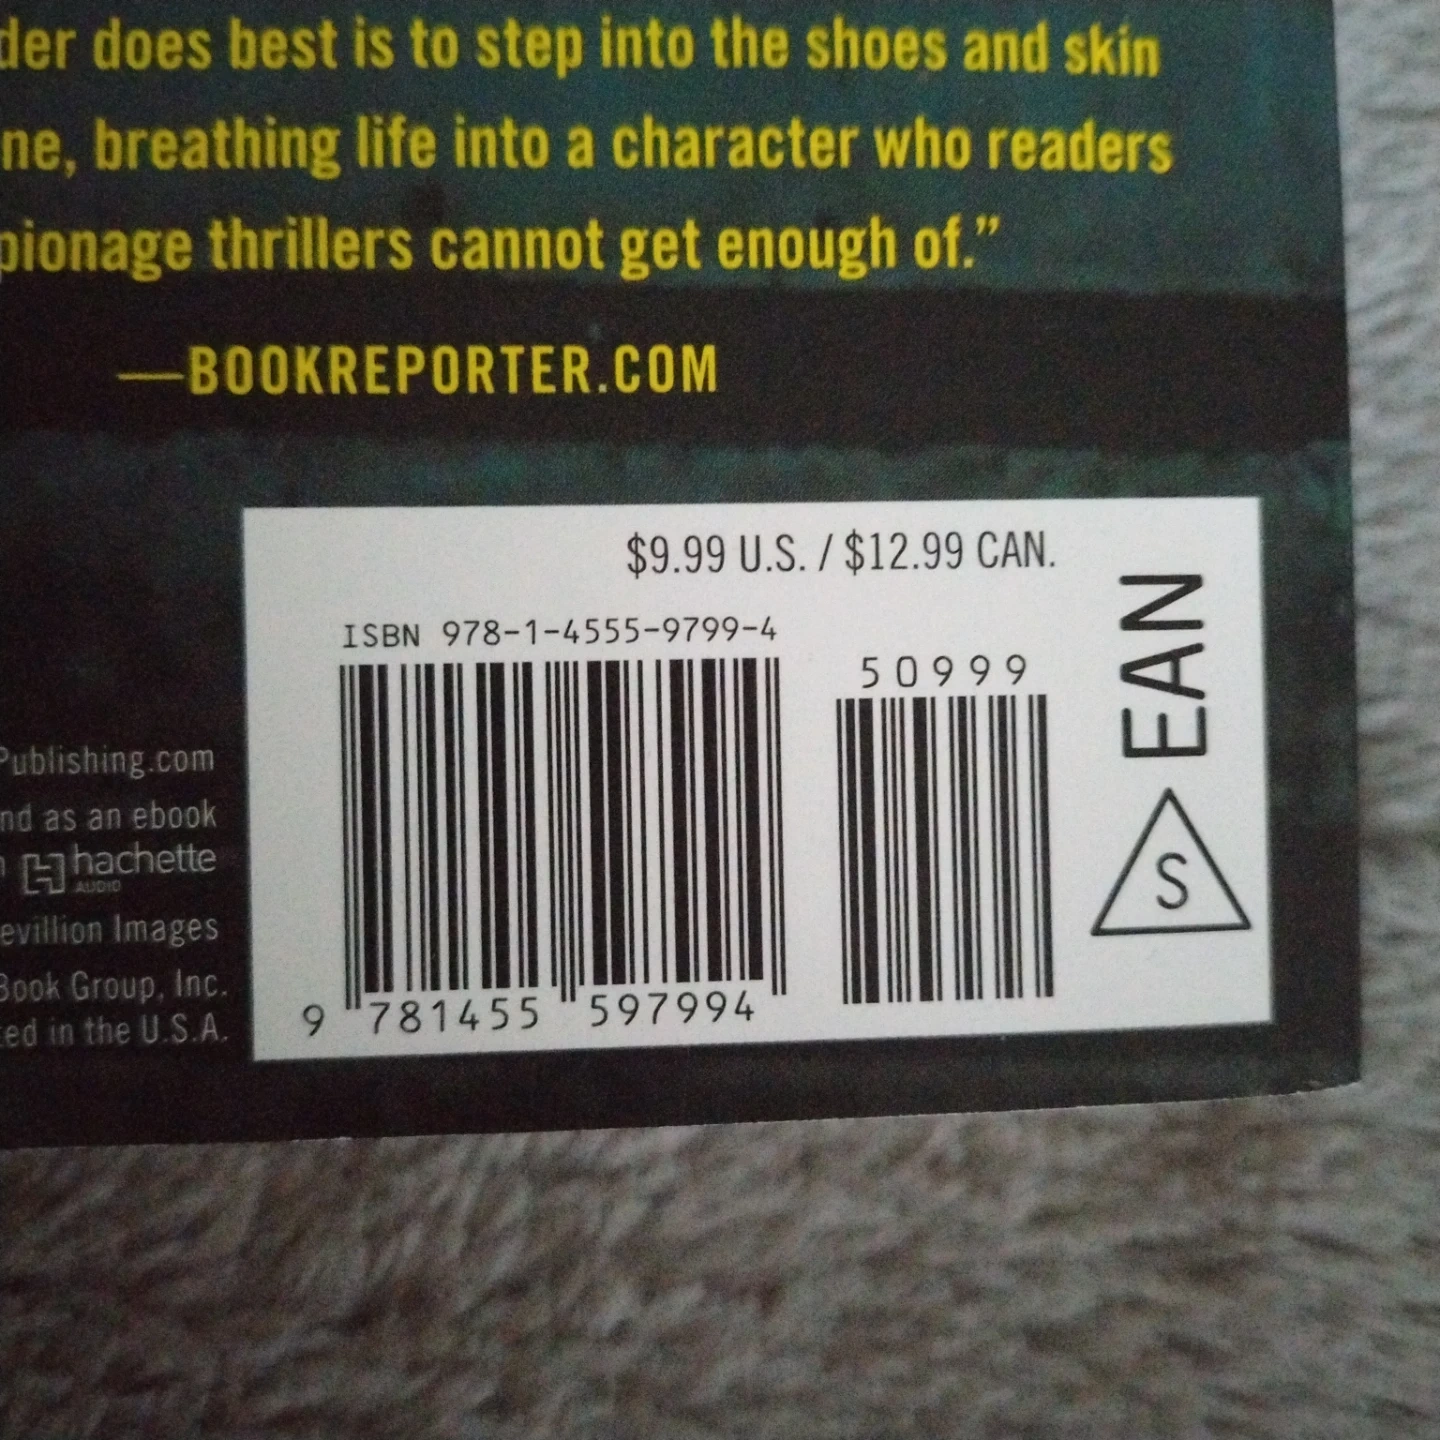 der does best is to step into the shoes and skin
ne, breathing life into a character who readers
pionage thrillers cannot get enough of.”
—BOOKREPORTER.COM
$9.99 U.S. / $12.99 CAN.
ISBN 978-1-4555-9799-4
50999
EAN
S
9 781455 597994
Publishing.com
nd as an ebook
hachette
AUDIO
evillion Images
Book Group, Inc.
ted in the U.S.A.